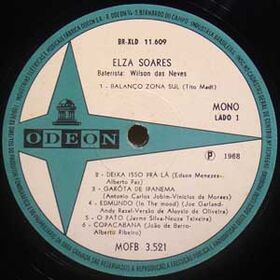 BR-XLD 11.609
ELZA SOARES
Baterista: Wilson das Neves
1 - BALANÇO ZONA SUL (Tito Madi)
MONO
LADO 1
ODEON
P 1968
2 - DEIXA ISSO PRÁ LÁ (Edson Menezes-
Alberto Paz)
3 - GARÔTA DE IPANEMA
(Antonio Carlos Jobim-Vinicius de Moraes)
4 - EDMUNDO (In the mood) (Joe Garland-
Andy Razaf-Versão de Aloysio de Oliveira)
5 - O PATO (Jayme Silva-Neuza Teixeira)
6 - COPACABANA (João de Barro-
Alberto Ribeiro)
MOFB 3.521